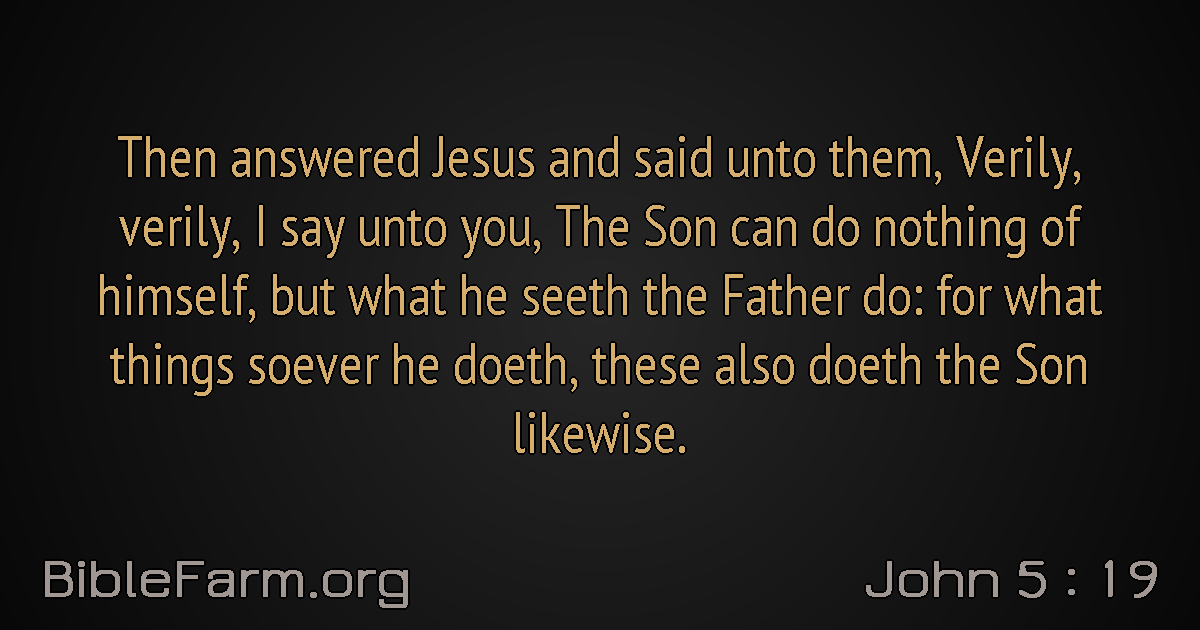 Then answered Jesus and said unto them, Verily,
verily, I say unto you, The Son can do nothing of
himself, but what he seeth the Father do: for what
things soever he doeth, these also doeth the Son
likewise.
BibleFarm.org
John 5 : 19